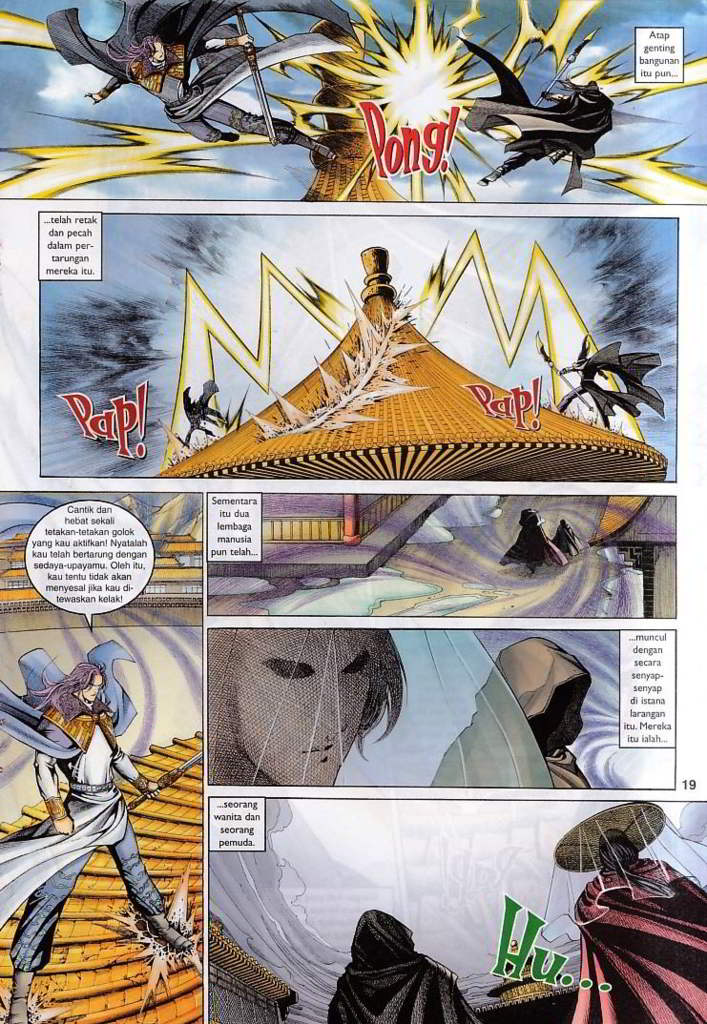 Atap
genting
bangunan
itu pun...
Pong!
...telah retak
dan pecah
dalam per-
tarungan
mereka itu.
Pap!
Pap!
Cantik dan
hebat sekali
tetakan-tetakan golok
yang kau aktifkan! Nyatalah
kau telah bertarung dengan
sedaya-upayamu. Oleh itu,
kau tentu tidak akan
menyesal jika kau di-
tewaskan kelak!
Sementara
itu dua
lembaga
manusia
pun telah...
...muncul
dengan
secara
senyap-
senyap
di istana
larangan
itu. Mereka
itu ialah...
19
...seorang
wanita dan
seorang
pemuda.
Hu...